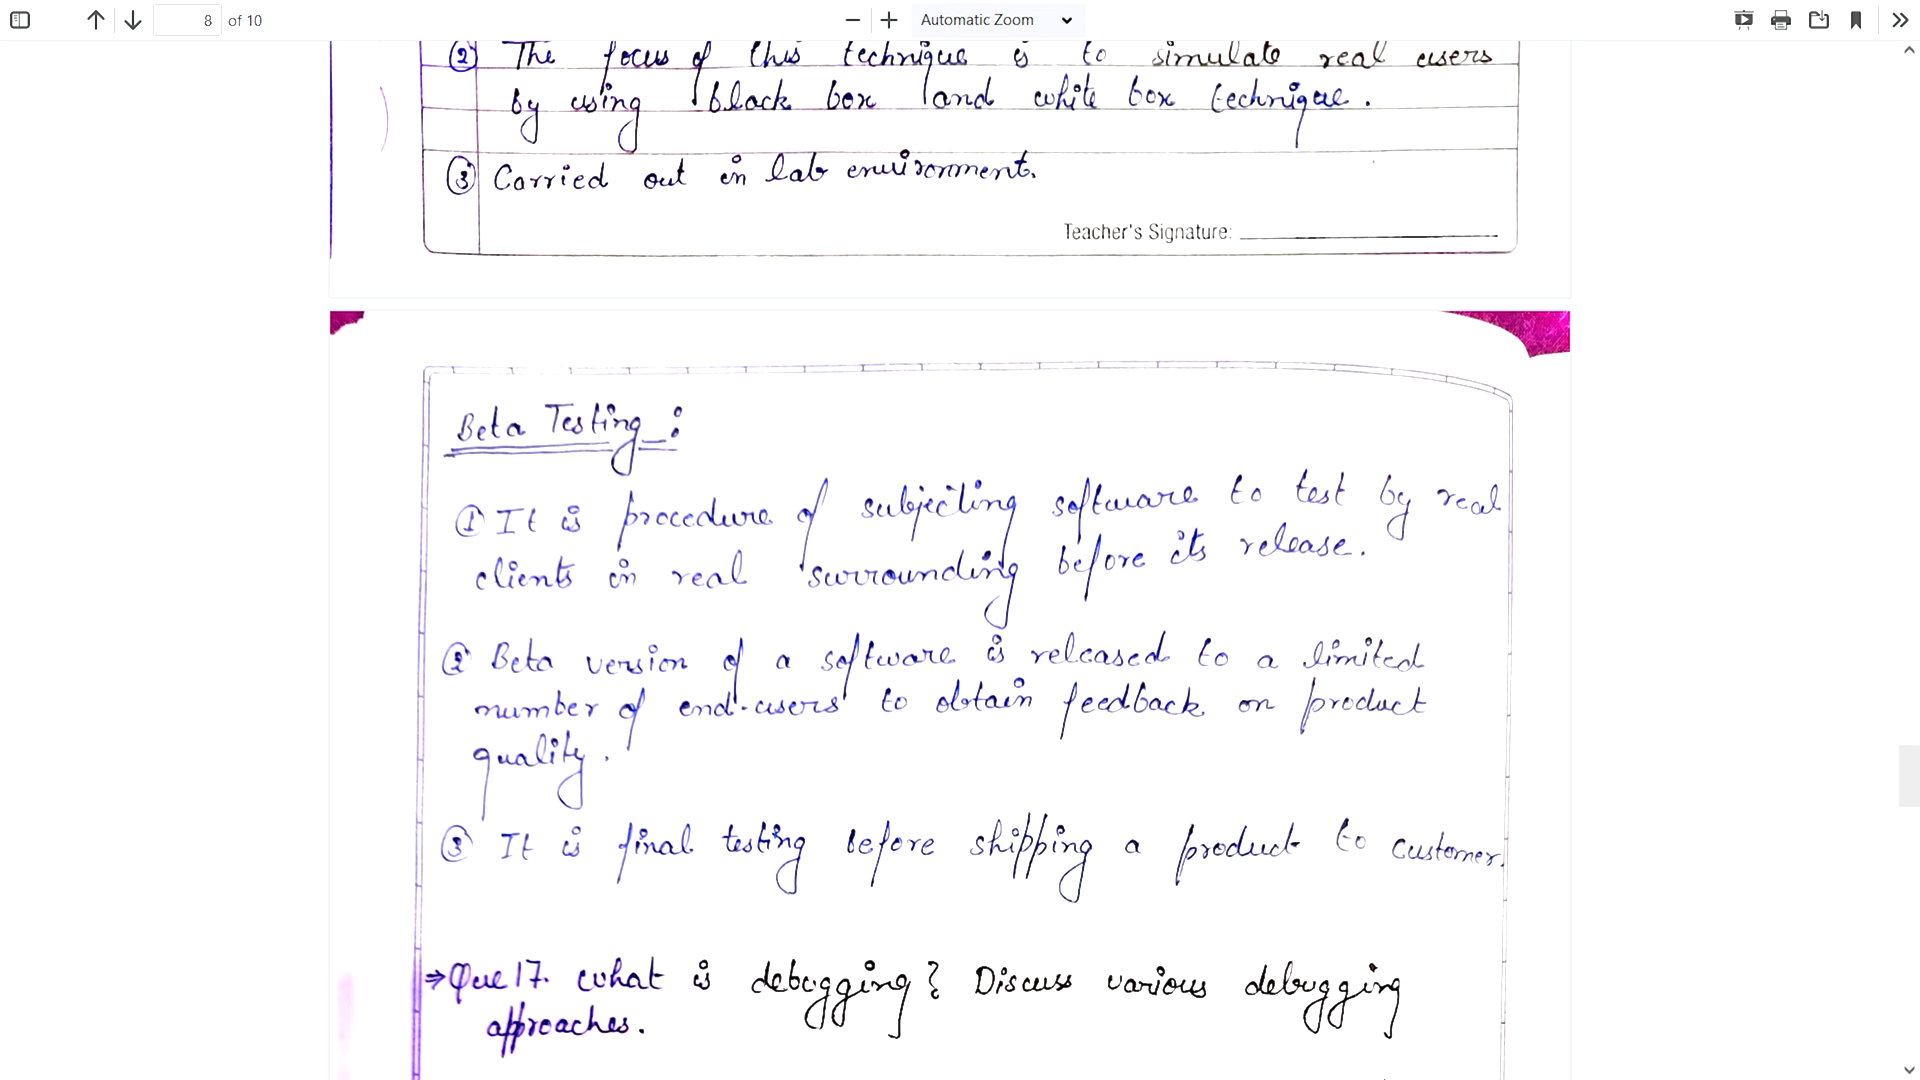 8 of 10
Automatic Zoom
② The focus of this technique is to simulate real users
by using black box and white box technique.
③ Carried out in lab environment.
Teacher's Signature:
Beta Testing :
① It is procedure of subjecting software to test by real
clients in real surrounding before its release.
② Beta version of a software is released to a limited
number of end-users to obtain feedback on product
quality.
③ It is final testing before shipping a product to customer.
⇒ Que 17. What is debugging? Discuss various debugging
approaches.